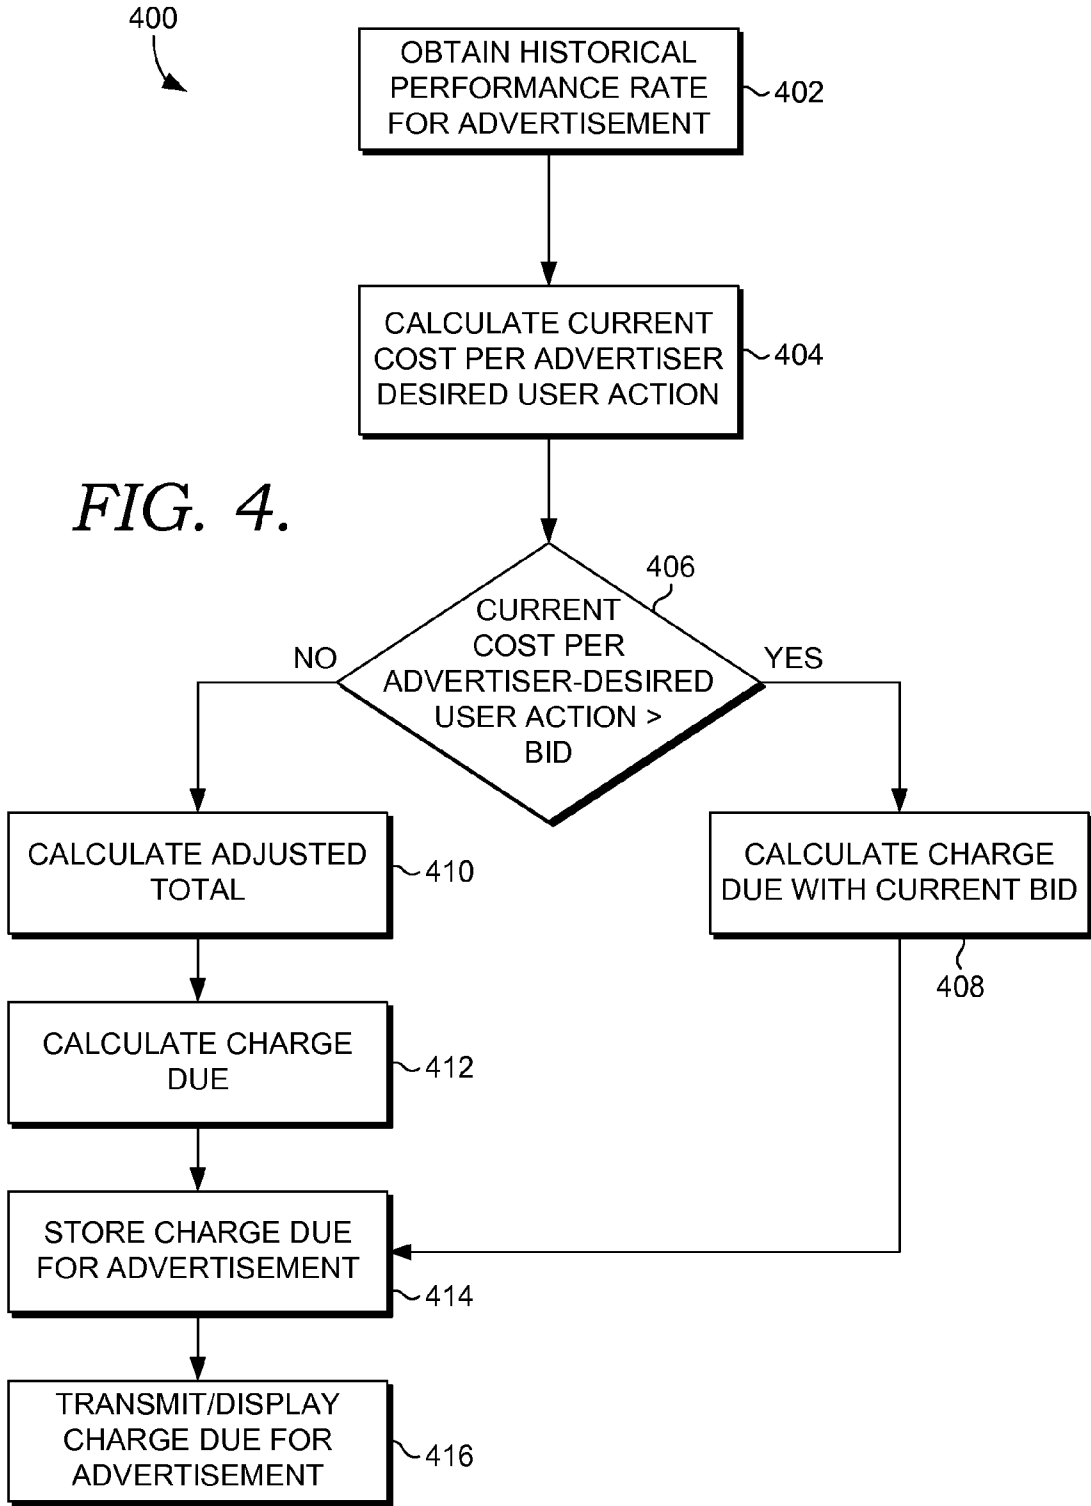 400
OBTAIN HISTORICAL
PERFORMANCE RATE
FOR ADVERTISEMENT
402
CALCULATE CURRENT
COST PER ADVERTISER
DESIRED USER ACTION
404
FIG. 4.
406
CURRENT
COST PER
ADVERTISER-DESIRED
USER ACTION >
BID
NO
YES
CALCULATE ADJUSTED
TOTAL
410
CALCULATE CHARGE
DUE WITH CURRENT BID
408
CALCULATE CHARGE
DUE
412
STORE CHARGE DUE
FOR ADVERTISEMENT
414
TRANSMIT/DISPLAY
CHARGE DUE FOR
ADVERTISEMENT
416